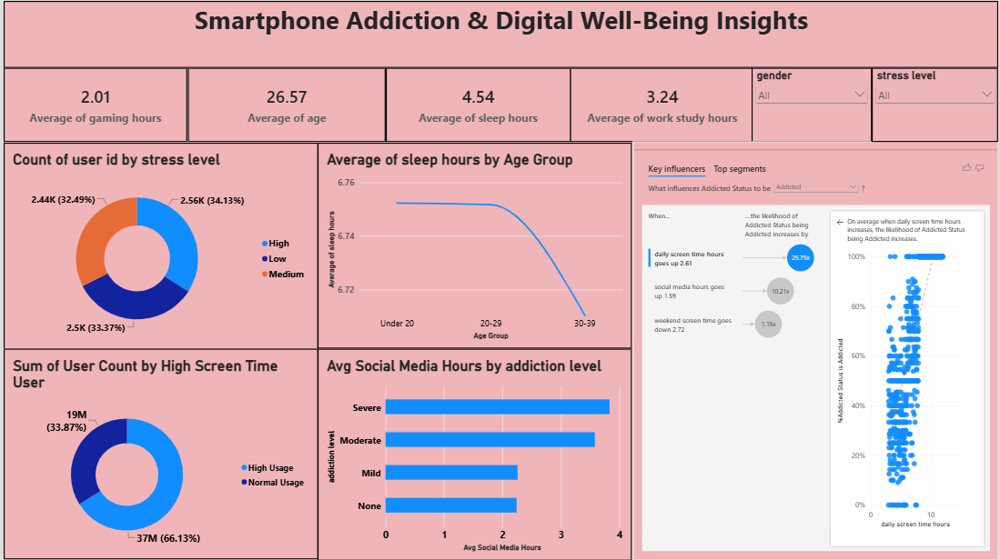 Smartphone Addiction & Digital Well-Being Insights
2.01
Average of gaming hours
26.57
Average of age
4.54
Average of sleep hours
3.24
Average of work study hours
gender
All
stress level
All
Count of user id by stress level
2.44K (32.49%)
2.56K (34.13%)
2.5K (33.37%)
High
Low
Medium
Average of sleep hours by Age Group
6.76
6.74
6.72
Average of sleep hours
Under 20
20-29
30-39
Age Group
Sum of User Count by High Screen Time
User
19M
(33.87%)
37M (66.13%)
High Usage
Normal Usage
Avg Social Media Hours by addiction level
addiction level
Severe
Moderate
Mild
None
0
1
2
3
4
Avg Social Media Hours
Key influencers
Top segments
What influences Addicted Status to be
Addicted
?
When...
....the likelihood of
Addicted Status being
Addicted increases by
daily screen time hours
goes up 2.61
25.75x
social media hours goes
up 1.59
10.21x
weekend screen time goes
down 2.72
1.15x
On average when daily screen time hours
increases, the likelihood of Addicted Status
being Addicted increases.
100%
80%
60%
40%
20%
0%
%Addicted Status is Addicted
0
10
daily screen time hours